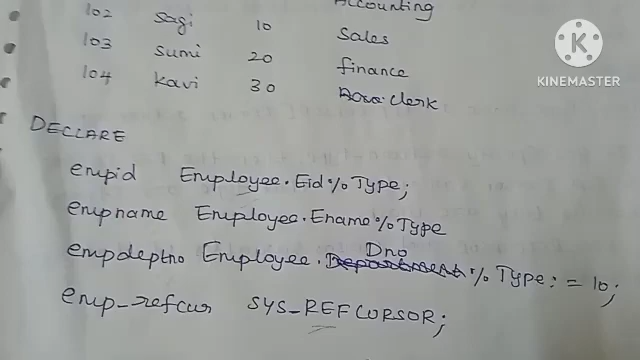 Accounting
102 Sagi 10 Sales
103 Sumi 20 finance
104 Kavi 30 clerk
DECLARE
empid Employee.Eid%Type;
empname Employee.Ename%Type
empdeptno Employee.Dno%Type:=10;
emp_refcur SYS_REFCURSOR;
K
KINEMASTER